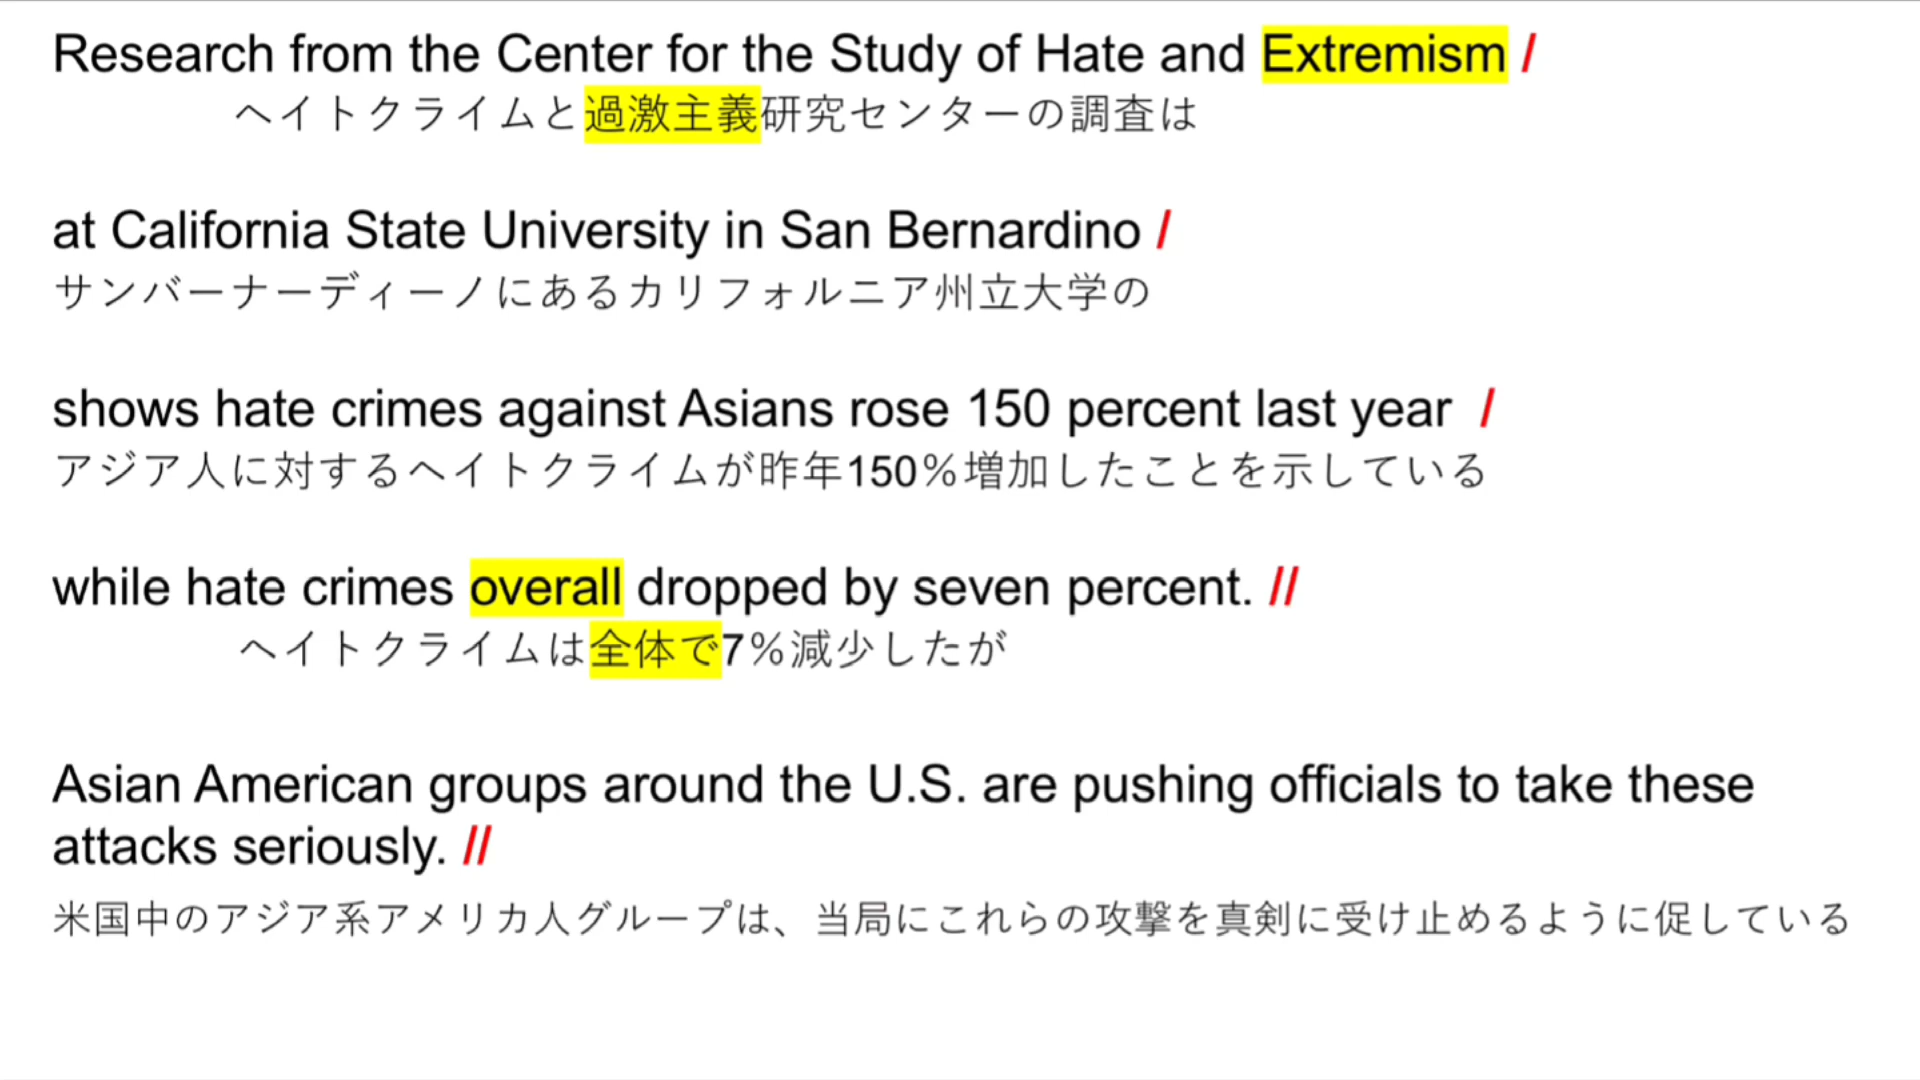 Research from the Center for the Study of Hate and Extremism /
ヘイトクライムと過激主義研究センターの調査は
at California State University in San Bernardino /
サンバーナーディーノにあるカリフォルニア州立大学の
shows hate crimes against Asians rose 150 percent last year /
アジア人に対するヘイトクライムが昨年150%増加したことを示している
while hate crimes overall dropped by seven percent. //
ヘイトクライムは全体で7%減少したが
Asian American groups around the U.S. are pushing officials to take these
attacks seriously. //
米国中のアジア系アメリカ人グループは、当局にこれらの攻撃を真剣に受け止めるように促している